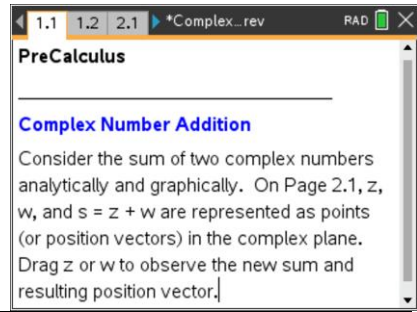 1.1 1.2 2.1 *Complex...rev RAD
PreCalculus
Complex Number Addition
Consider the sum of two complex numbers
analytically and graphically. On Page 2.1, z,
w, and s = z + w are represented as points
(or position vectors) in the complex plane.
Drag z or w to observe the new sum and
resulting position vector.